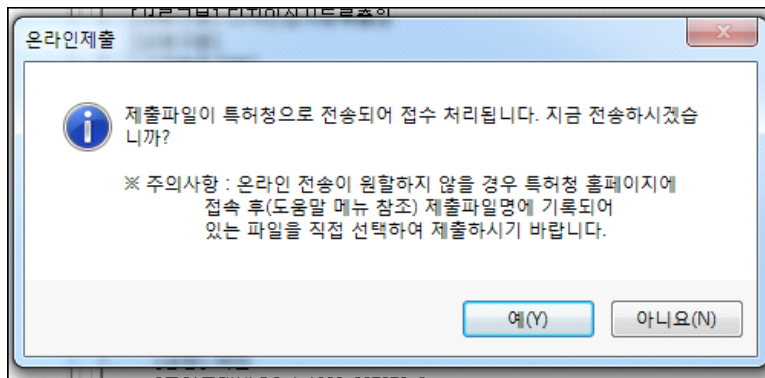 온라인제출
제출파일이 특허청으로 전송되어 접수 처리됩니다. 지금 전송하시겠습
니까?
※ 주의사항 : 온라인 전송이 원할하지 않을 경우 특허청 홈페이지에
접속 후(도움말 메뉴 참조) 제출파일명에 기록되어
있는 파일을 직접 선택하여 제출하시기 바랍니다.
예(Y)
아니요(N)